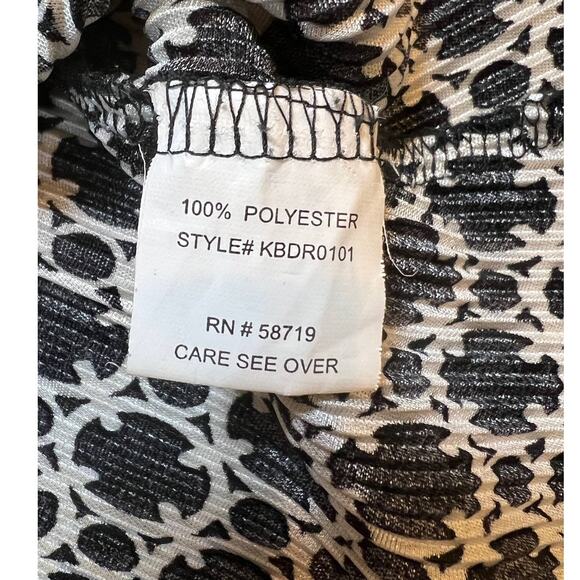 100% POLYESTER
STYLE# KBDR0101
RN # 58719
CARE SEE OVER